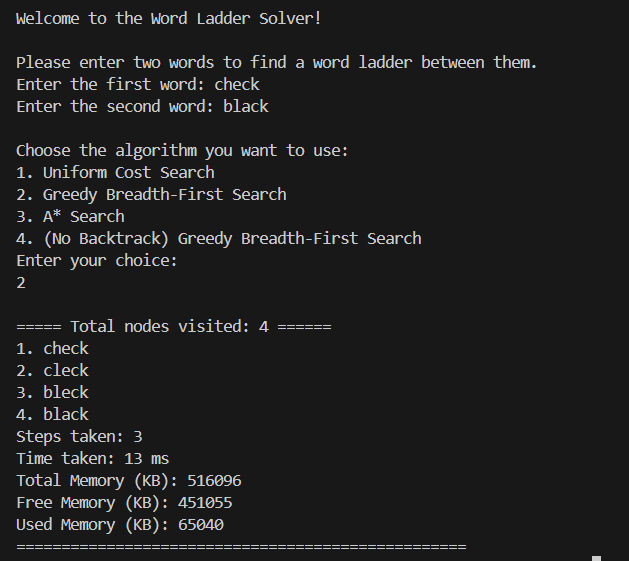 Welcome to the Word Ladder Solver!
Please enter two words to find a word ladder between them.
Enter the first word: check
Enter the second word: black
Choose the algorithm you want to use:
1. Uniform Cost Search
2. Greedy Breadth-First Search
3. A* Search
4. (No Backtrack) Greedy Breadth-First Search
Enter your choice:
2
===== Total nodes visited: 4 ======
1. check
2. cleck
3. bleck
4. black
Steps taken: 3
Time taken: 13 ms
Total Memory (KB): 516096
Free Memory (KB): 451055
Used Memory (KB): 65040
==================================================